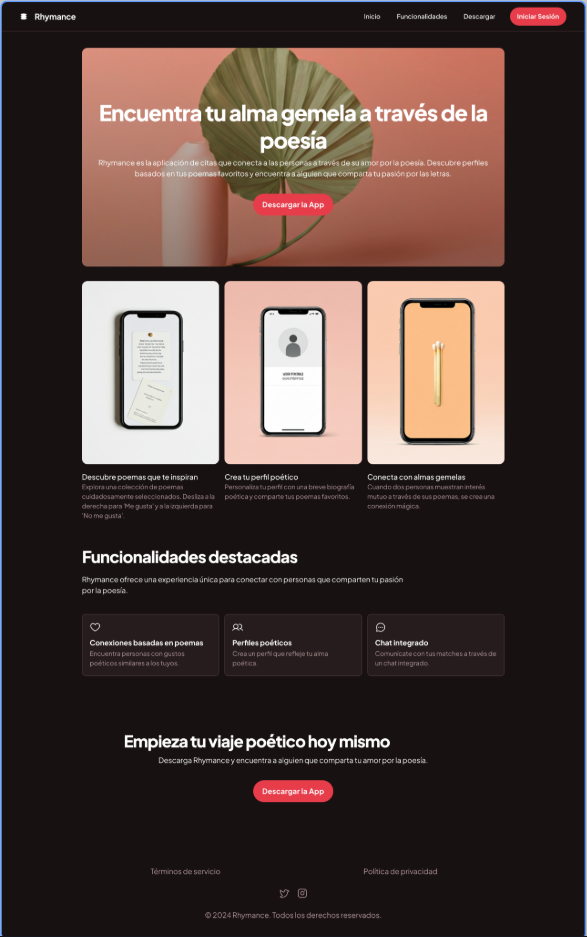 Rhymance
Inicio
Funcionalidades
Descargar
Iniciar Sesión
Encuentra tu alma gemela a través de la
poesía
Rhymance es la aplicación de citas que conecta a las personas a través de su amor por la poesía. Descubre perfiles
basados en tus poemas favoritos y encuentra a alguien que comparta tu pasión por las letras.
Descargar la App
Descubre poemas que te inspiran
Explora una colección de poemas
cuidadosamente seleccionados. Desliza a la
derecha para 'Me gusta' y a la izquierda para
'No me gusta'.
Crea tu perfil poético
Personaliza tu perfil con una breve biografía
poética y comparte tus poemas favoritos.
Conecta con almas gemelas
Cuando dos personas muestran interés
mutuo a través de sus poemas, se crea una
conexión mágica.
Funcionalidades destacadas
Rhymance ofrece una experiencia única para conectar con personas que comparten tu pasión
por la poesía.
Conexiones basadas en poemas
Encuentra personas con gustos
poéticos similares a los tuyos.
Perfiles poéticos
Crea un perfil que refleje tu alma
poética.
Chat integrado
Comunícate con tus matches a través de
un chat integrado.
Empieza tu viaje poético hoy mismo
Descarga Rhymance y encuentra a alguien que comparta tu amor por la poesía.
Descargar la App
Términos de servicio
Política de privacidad
© 2024 Rhymance. Todos los derechos reservados.